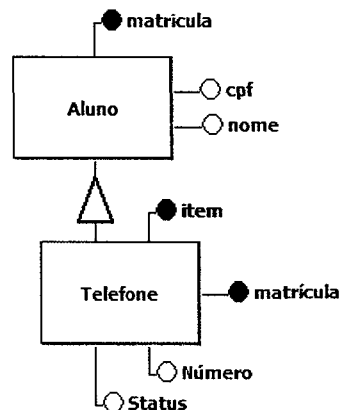 matricula
Aluno
cpf
nome
item
Telefone
matrícula
Número
Status